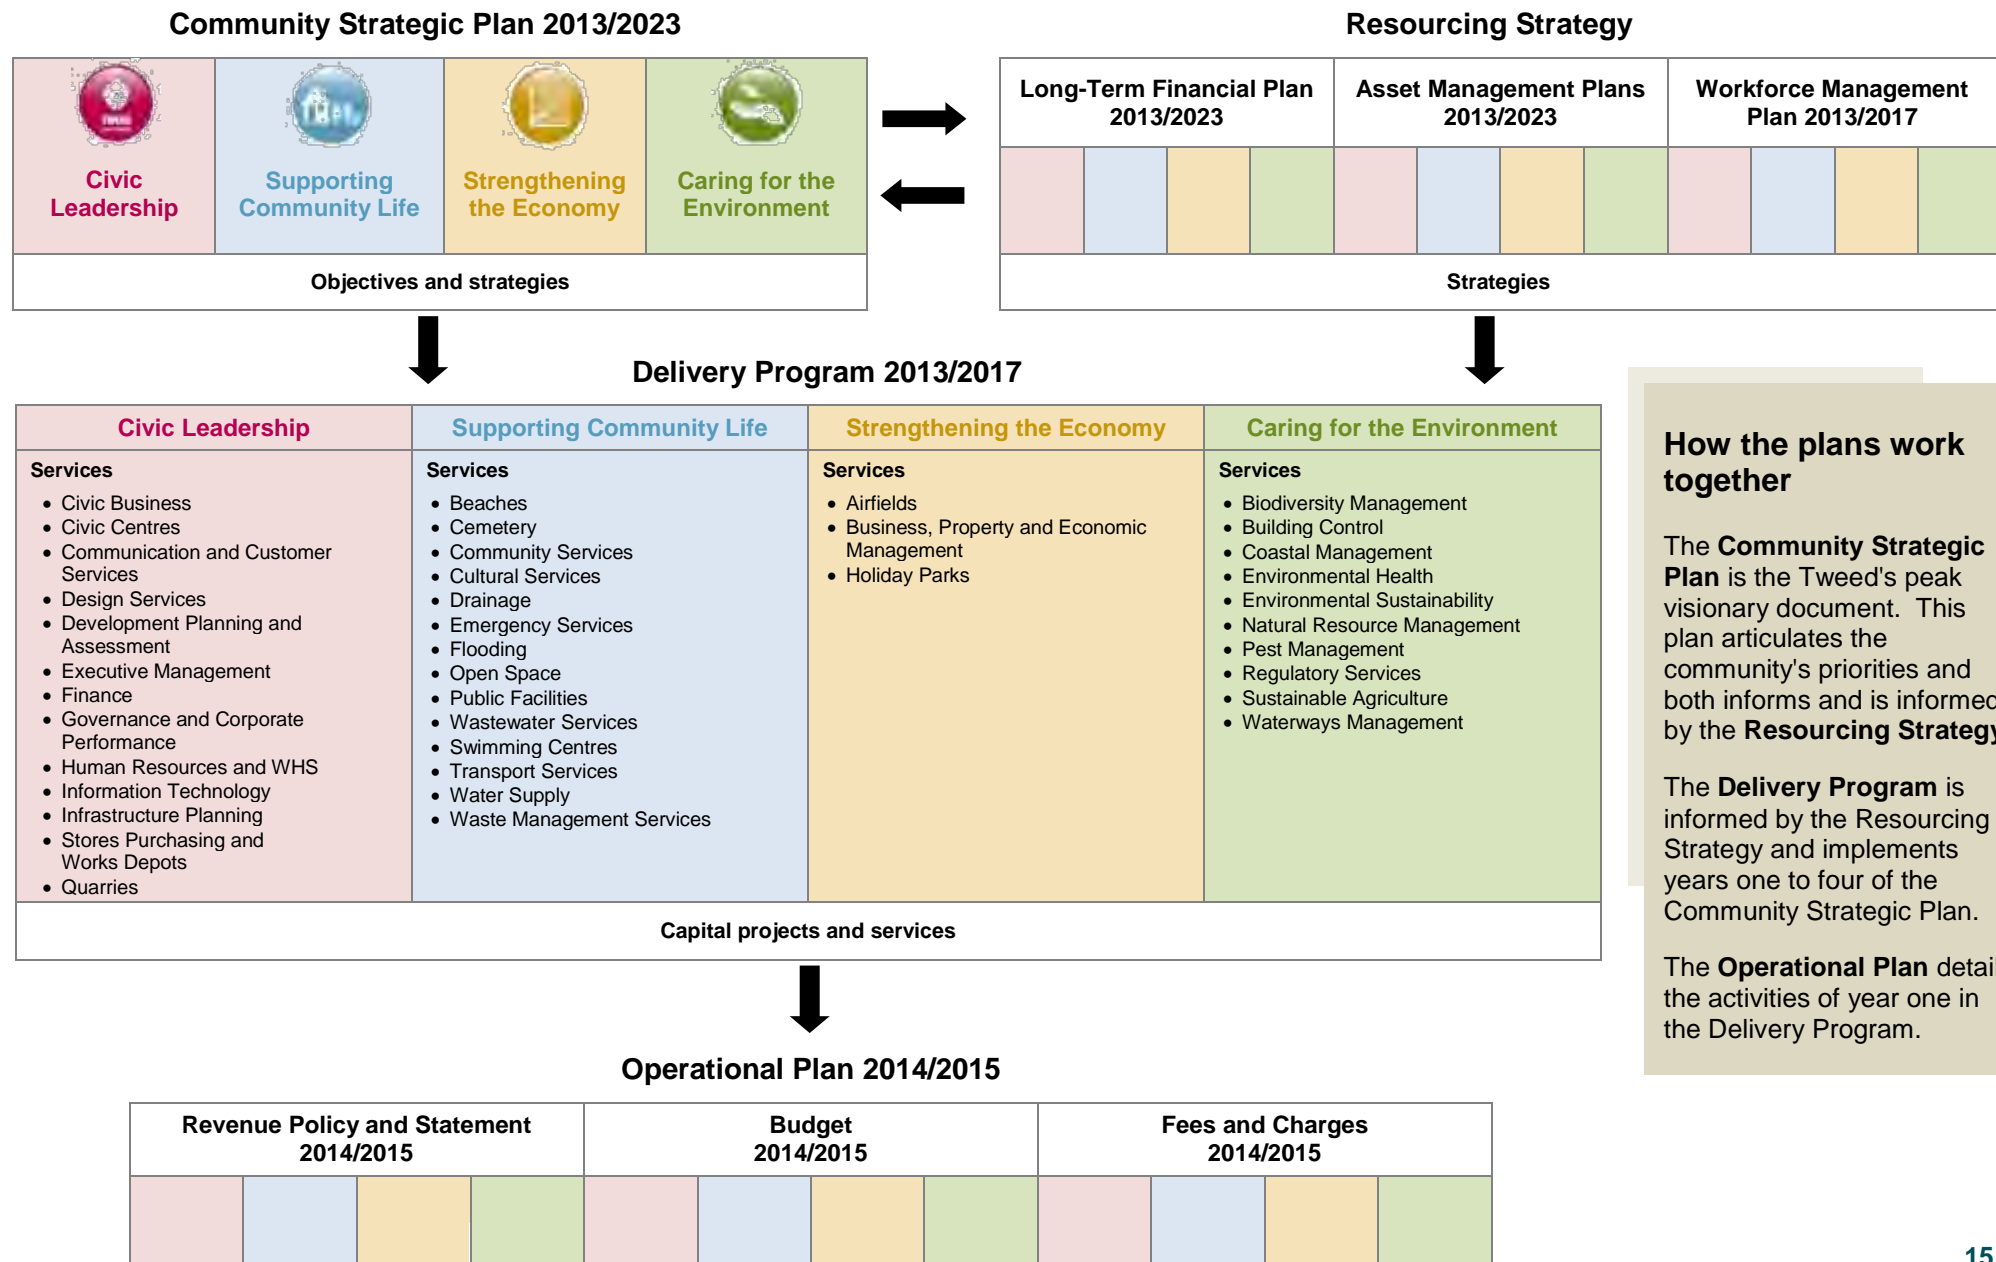 Community Strategic Plan 2013/2023
Resourcing Strategy
Civic
Leadership
Supporting
Community Life
Strengthening
the Economy
Caring for the
Environment
Objectives and strategies
Long-Term Financial Plan
2013/2023
Asset Management Plans
2013/2023
Workforce Management
Plan 2013/2017
Strategies
Delivery Program 2013/2017
Civic Leadership
Services
• Civic Business
• Civic Centres
• Communication and Customer
Services
• Design Services
• Development Planning and
Assessment
• Executive Management
• Finance
• Governance and Corporate
Performance
• Human Resources and WHS
• Information Technology
• Infrastructure Planning
• Stores Purchasing and
Works Depots
• Quarries
Supporting Community Life
Services
• Beaches
• Cemetery
• Community Services
• Cultural Services
• Drainage
• Emergency Services
• Flooding
• Open Space
• Public Facilities
• Wastewater Services
• Swimming Centres
• Transport Services
• Water Supply
• Waste Management Services
Strengthening the Economy
Services
• Airfields
• Business, Property and Economic
Management
• Holiday Parks
Caring for the Environment
Services
• Biodiversity Management
• Building Control
• Coastal Management
• Environmental Health
• Environmental Sustainability
• Natural Resource Management
• Pest Management
• Regulatory Services
• Sustainable Agriculture
• Waterways Management
Capital projects and services
How the plans work
together
The Community Strategic
Plan is the Tweed's peak
visionary document. This
plan articulates the
community's priorities and
both informs and is informed
by the Resourcing Strategy
The Delivery Program is
informed by the Resourcing
Strategy and implements
years one to four of the
Community Strategic Plan.
The Operational Plan detai
the activities of year one in
the Delivery Program.
Operational Plan 2014/2015
Revenue Policy and Statement
2014/2015
Budget
2014/2015
Fees and Charges
2014/2015
15